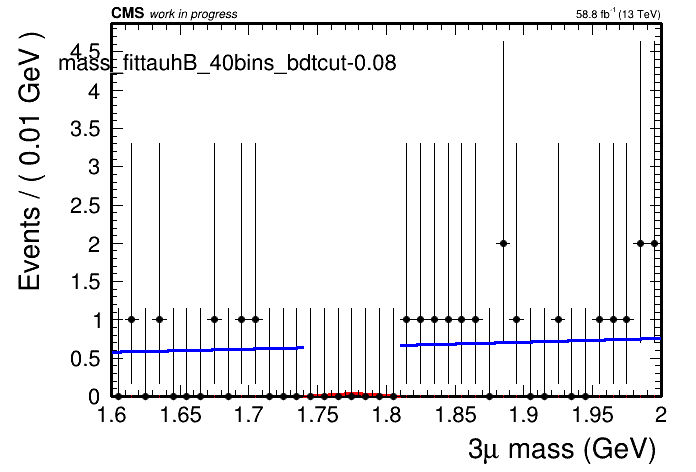 CMS work in progress
58.8 fb⁻¹ (13 TeV)
mass_fittauhB_40bins_bdtcut-0.08
Events / ( 0.01 GeV )
4.5
4
3.5
3
2.5
2
1.5
1
0.5
0
1.6 1.65 1.7 1.75 1.8 1.85 1.9 1.95 2
3μ mass (GeV)